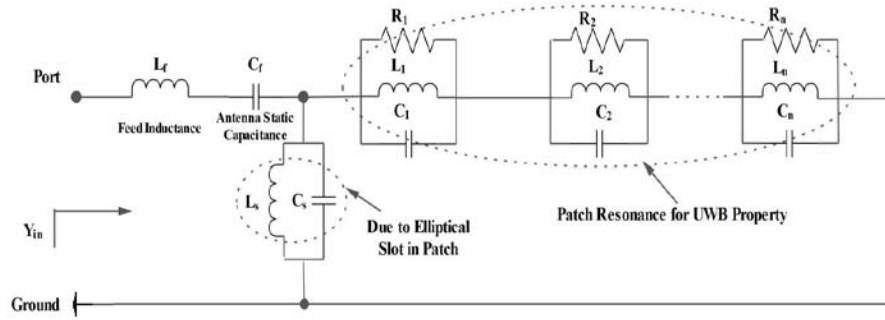 R1
R2
Rn
Lf
Cf
L1
L2
Ln
Port
Feed Inductance
Antenna Static
Capacitance
C1
C2
Cn
Ls
Cs
Due to Elliptical
Slot in Patch
Patch Resonance for UWB Property
Yin
Ground